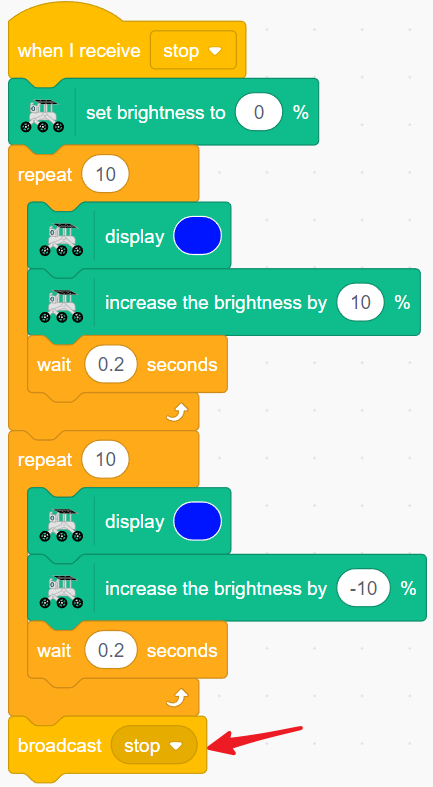 when I receive stop
set brightness to 0 %
repeat 10
display
increase the brightness by 10 %
wait 0.2 seconds
repeat 10
display
increase the brightness by -10 %
wait 0.2 seconds
broadcast stop